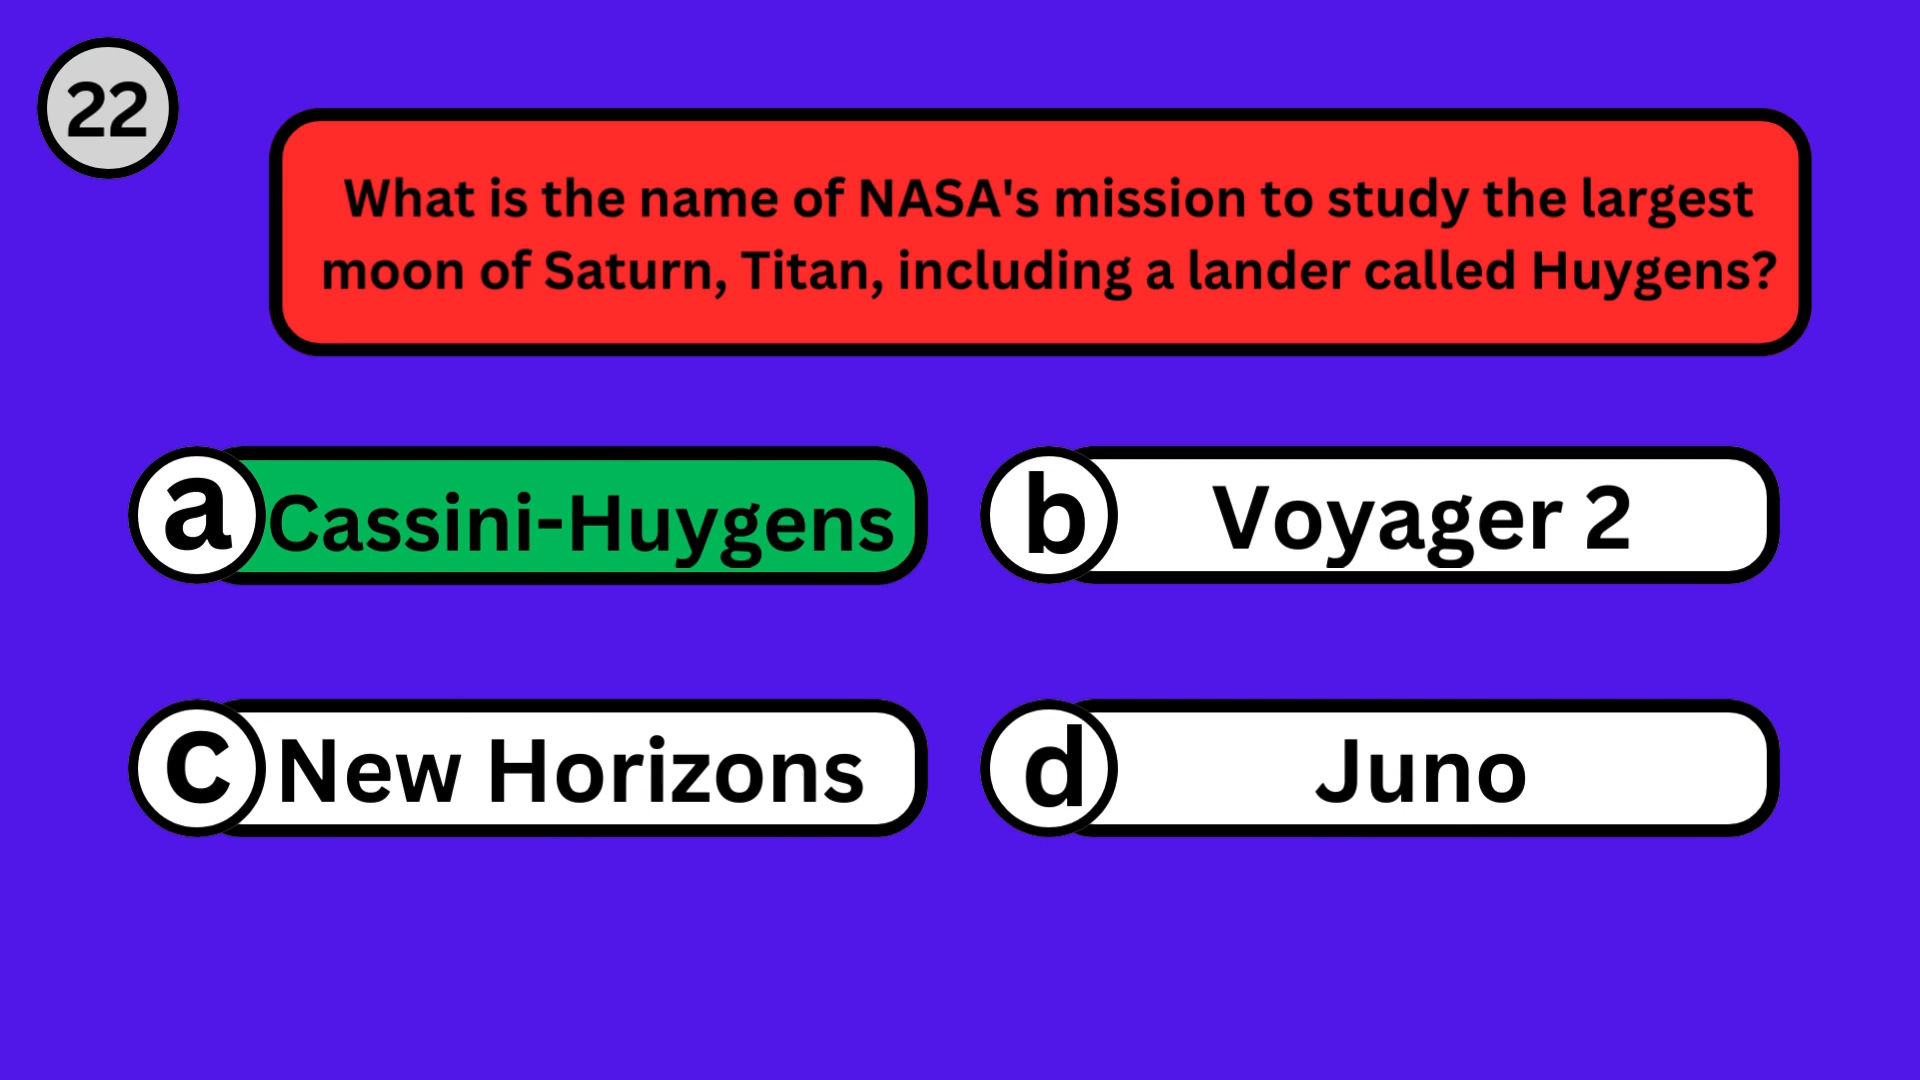 22
What is the name of NASA's mission to study the largest
moon of Saturn, Titan, including a lander called Huygens?
a Cassini-Huygens
b Voyager 2
c New Horizons
d Juno